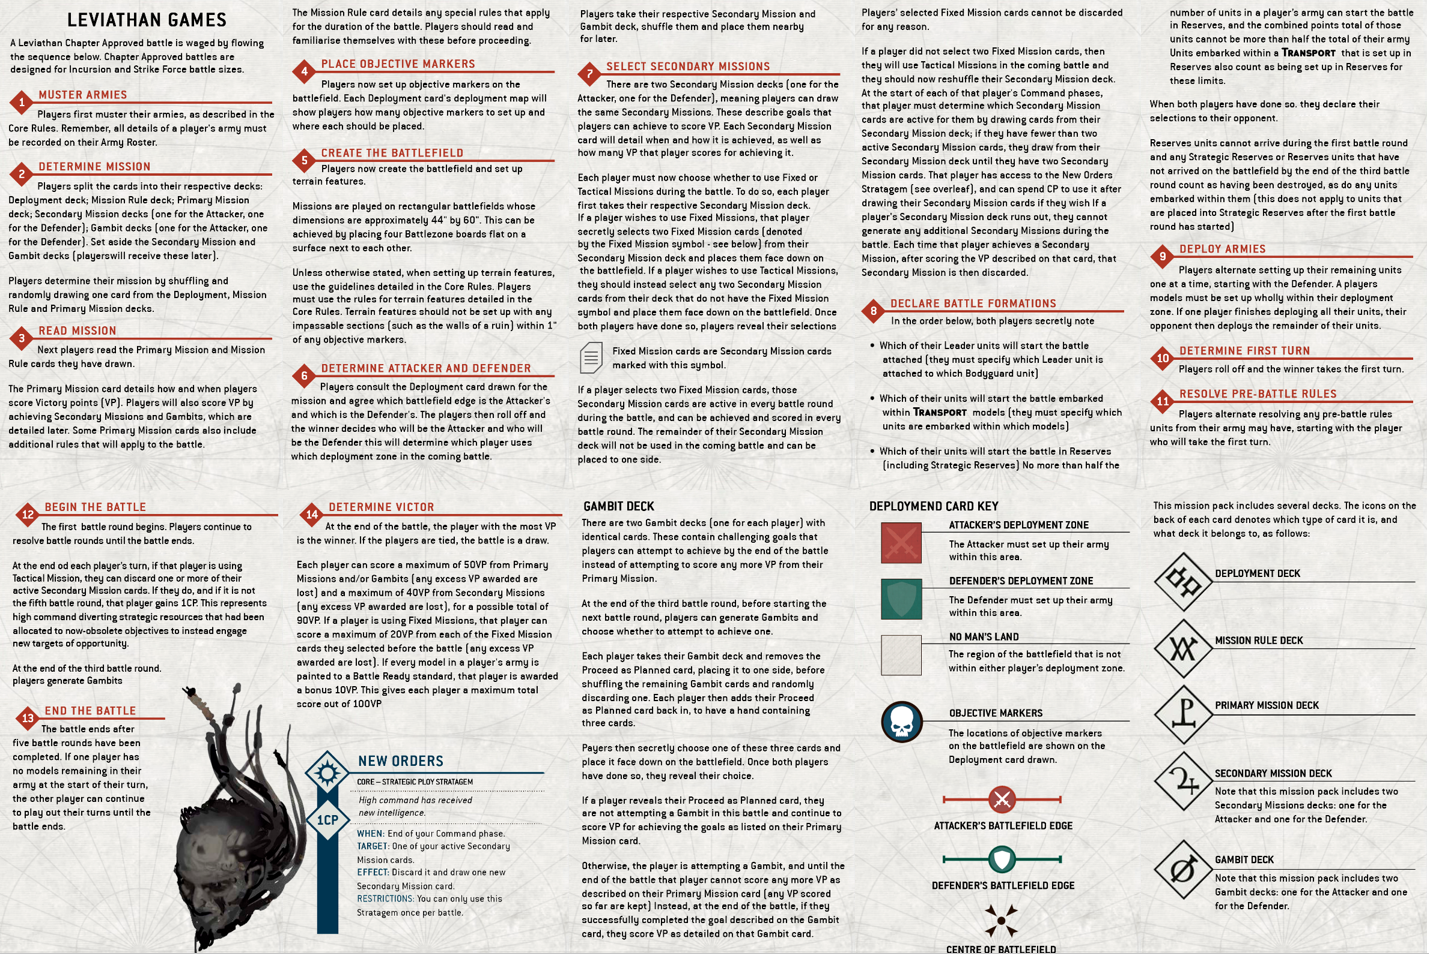 LEVIATHAN GAMES
A Leviathan Chapter Approved battle is waged by flowing
the sequence below. Chapter Approved battles are
designed for Incursion and Strike Force battle sizes.
1 MUSTER ARMIES
Players first muster their armies, as described in the
Core Rules. Remember, all details of a player's army must
be recorded on their Army Roster.
2 DETERMINE MISSION
Players split the cards into their respective decks:
Deployment deck; Mission Rule deck; Primary Mission
deck; Secondary Mission decks (one for the Attacker, one
for the Defender); Gambit decks (one for the Attacker, one
for the Defender). Set aside the Secondary Mission and
Gambit decks (playerswill receive these later).
Players determine their mission by shuffling and
randomly drawing one card from the Deployment, Mission
Rule and Primary Mission decks.
3 READ MISSION
Next players read the Primary Mission and Mission
Rule cards they have drawn.
The Primary Mission card details how and when players
score Victory points (VP). Players will also score VP by
achieving Secondary Missions and Gambits, which are
detailed later. Some Primary Mission cards also include
additional rules that will apply to the battle.
The Mission Rule card details any special rules that apply
for the duration of the battle. Players should read and
familiarise themselves with these before proceeding.
4 PLACE OBJECTIVE MARKERS
Players now set up objective markers on the
battlefield. Each Deployment card's deployment map will
show players how many objective markers to set up and
where each should be placed.
5 CREATE THE BATTLEFIELD
Players now create the battlefield and set up
terrain features.
Missions are played on rectangular battlefields whose
dimensions are approximately 44" by 60". This can be
achieved by placing four Battlezone boards flat on a
surface next to each other.
Unless otherwise stated, when setting up terrain features,
use the guidelines detailed in the Core Rules. Players
must use the rules for terrain features detailed in the
Core Rules. Terrain features should not be set up with any
impassable sections (such as the walls of a ruin) within 1"
of any objective markers.
6 DETERMINE ATTACKER AND DEFENDER
Players consult the Deployment card drawn for the
mission and agree which battlefield edge is the Attacker's
and which is the Defender's. The players then roll off and
the winner decides who will be the Attacker and who will
be the Defender this will determine which player uses
which deployment zone in the coming battle.
Players take their respective Secondary Mission and
Gambit deck, shuffle them and place them nearby
for later.
7 SELECT SECONDARY MISSIONS
There are two Secondary Mission decks (one for the
Attacker, one for the Defender), meaning players can draw
the same Secondary Missions. These describe goals that
players can achieve to score VP. Each Secondary Mission
card will detail when and how it is achieved, as well as
how many VP that player scores for achieving it.
Each player must now choose whether to use Fixed or
Tactical Missions during the battle. To do so, each player
first takes their respective Secondary Mission deck.
If a player wishes to use Fixed Missions, that player
secretly selects two Fixed Mission cards (denoted
by the Fixed Mission symbol - see below) from their
Secondary Mission deck and places them face down on
the battlefield. If a player wishes to use Tactical Missions,
they should instead select any two Secondary Mission
cards from their deck that do not have the Fixed Mission
symbol and place them face down on the battlefield. Once
both players have done so, players reveal their selections
Fixed Mission cards are Secondary Mission cards
marked with this symbol.
If a player selects two Fixed Mission cards, those
Secondary Mission cards are active in every battle round
during the battle, and can be achieved and scored in every
battle round. The remainder of their Secondary Mission
deck will not be used in the coming battle and can be
placed to one side.
Players' selected Fixed Mission cards cannot be discarded
for any reason.
If a player did not select two Fixed Mission cards, then
they will use Tactical Missions in the coming battle and
they should now reshuffle their Secondary Mission deck.
At the start of each of that player's Command phases,
that player must determine which Secondary Mission
cards are active for them by drawing cards from their
Secondary Mission deck; if they have fewer than two
active Secondary Mission cards, they draw from their
Secondary Mission deck until they have two Secondary
Mission cards. That player has access to the New Orders
Stratagem (see overleaf), and can spend CP to use it after
drawing their Secondary Mission cards if they wish If a
player's Secondary Mission deck runs out, they cannot
generate any additional Secondary Missions during the
battle. Each time that player achieves a Secondary
Mission, after scoring the VP described on that card, that
Secondary Mission is then discarded.
8 DECLARE BATTLE FORMATIONS
In the order below, both players secretly note
• Which of their Leader units will start the battle
attached (they must specify which Leader unit is
attached to which Bodyguard unit)
• Which of their units will start the battle embarked
within TRANSPORT models (they must specify which
units are embarked within which models)
• Which of their units will start the battle in Reserves
(including Strategic Reserves) No more than half the
number of units in a player's army can start the battle
in Reserves, and the combined points total of those
units cannot be more than half the total of their army
Units embarked within a TRANSPORT that is set up in
Reserves also count as being set up in Reserves for
these limits.
When both players have done so. they declare their
selections to their opponent.
Reserves units cannot arrive during the first battle round
and any Strategic Reserves or Reserves units that have
not arrived on the battlefield by the end of the third battle
round count as having been destroyed, as do any units
embarked within them (this does not apply to units that
are placed into Strategic Reserves after the first battle
round has started)
9 DEPLOY ARMIES
Players alternate setting up their remaining units
one at a time, starting with the Defender. A players
models must be set up wholly within their deployment
zone. If one player finishes deploying all their units, their
opponent then deploys the remainder of their units.
10 DETERMINE FIRST TURN
Players roll off and the winner takes the first turn.
11 RESOLVE PRE-BATTLE RULES
Players alternate resolving any pre-battle rules
units from their army may have, starting with the player
who will take the first turn.
12 BEGIN THE BATTLE
The first battle round begins. Players continue to
resolve battle rounds until the battle ends.
At the end od each player's turn, if that player is using
Tactical Mission, they can discard one or more of their
active Secondary Mission cards. If they do, and if it is not
the fifth battle round, that player gains 1CP. This represents
high command diverting strategic resources that had been
allocated to now-obsolete objectives to instead engage
new targets of opportunity.
At the end of the third battle round.
players generate Gambits
13 END THE BATTLE
The battle ends after
five battle rounds have been
completed. If one player has
no models remaining in their
army at the start of their turn,
the other player can continue
to play out their turns until the
battle ends.
14 DETERMINE VICTOR
At the end of the battle, the player with the most VP
is the winner. If the players are tied, the battle is a draw.
Each player can score a maximum of 50VP from Primary
Missions and/or Gambits (any excess VP awarded are
lost) and a maximum of 40VP from Secondary Missions
(any excess VP awarded are lost), for a possible total of
90VP. If a player is using Fixed Missions, that player can
score a maximum of 20VP from each of the Fixed Mission
cards they selected before the battle (any excess VP
awarded are lost). If every model in a player's army is
painted to a Battle Ready standard, that player is awarded
a bonus 10VP. This gives each player a maximum total
score out of 100VP
NEW ORDERS
CORE – STRATEGIC PLOY STRATAGEM
High command has received
new intelligence.
1CP
WHEN: End of your Command phase.
TARGET: One of your active Secondary
Mission cards.
EFFECT: Discard it and draw one new
Secondary Mission card.
RESTRICTIONS: You can only use this
Stratagem once per battle.
GAMBIT DECK
There are two Gambit decks (one for each player) with
identical cards. These contain challenging goals that
players can attempt to achieve by the end of the battle
instead of attempting to score any more VP from their
Primary Mission.
At the end of the third battle round, before starting the
next battle round, players can generate Gambits and
choose whether to attempt to achieve one.
Each player takes their Gambit deck and removes the
Proceed as Planned card, placing it to one side, before
shuffling the remaining Gambit cards and randomly
discarding one. Each player then adds their Proceed
as Planned card back in, to have a hand containing
three cards.
Payers then secretly choose one of these three cards and
place it face down on the battlefield. Once both players
have done so, they reveal their choice.
If a player reveals their Proceed as Planned card, they
are not attempting a Gambit in this battle and continue to
score VP for achieving the goals as listed on their Primary
Mission card.
Otherwise, the player is attempting a Gambit, and until the
end of the battle that player cannot score any more VP as
described on their Primary Mission card (any VP scored
so far are kept) Instead, at the end of the battle, if they
successfully completed the goal described on the Gambit
card, they score VP as detailed on that Gambit card.
DEPLOYMEND CARD KEY
ATTACKER'S DEPLOYMENT ZONE
The Attacker must set up their army
within this area.
DEFENDER'S DEPLOYMENT ZONE
The Defender must set up their army
within this area.
NO MAN'S LAND
The region of the battlefield that is not
within either player's deployment zone.
OBJECTIVE MARKERS
The locations of objective markers
on the battlefield are shown on the
Deployment card drawn.
ATTACKER'S BATTLEFIELD EDGE
DEFENDER'S BATTLEFIELD EDGE
CENTRE OF BATTLEFIELD
This mission pack includes several decks. The icons on the
back of each card denotes which type of card it is, and
what deck it belongs to, as follows:
DEPLOYMENT DECK
MISSION RULE DECK
PRIMARY MISSION DECK
SECONDARY MISSION DECK
Note that this mission pack includes two
Secondary Missions decks: one for the
Attacker and one for the Defender.
GAMBIT DECK
Note that this mission pack includes two
Gambit decks: one for the Attacker and one
for the Defender.